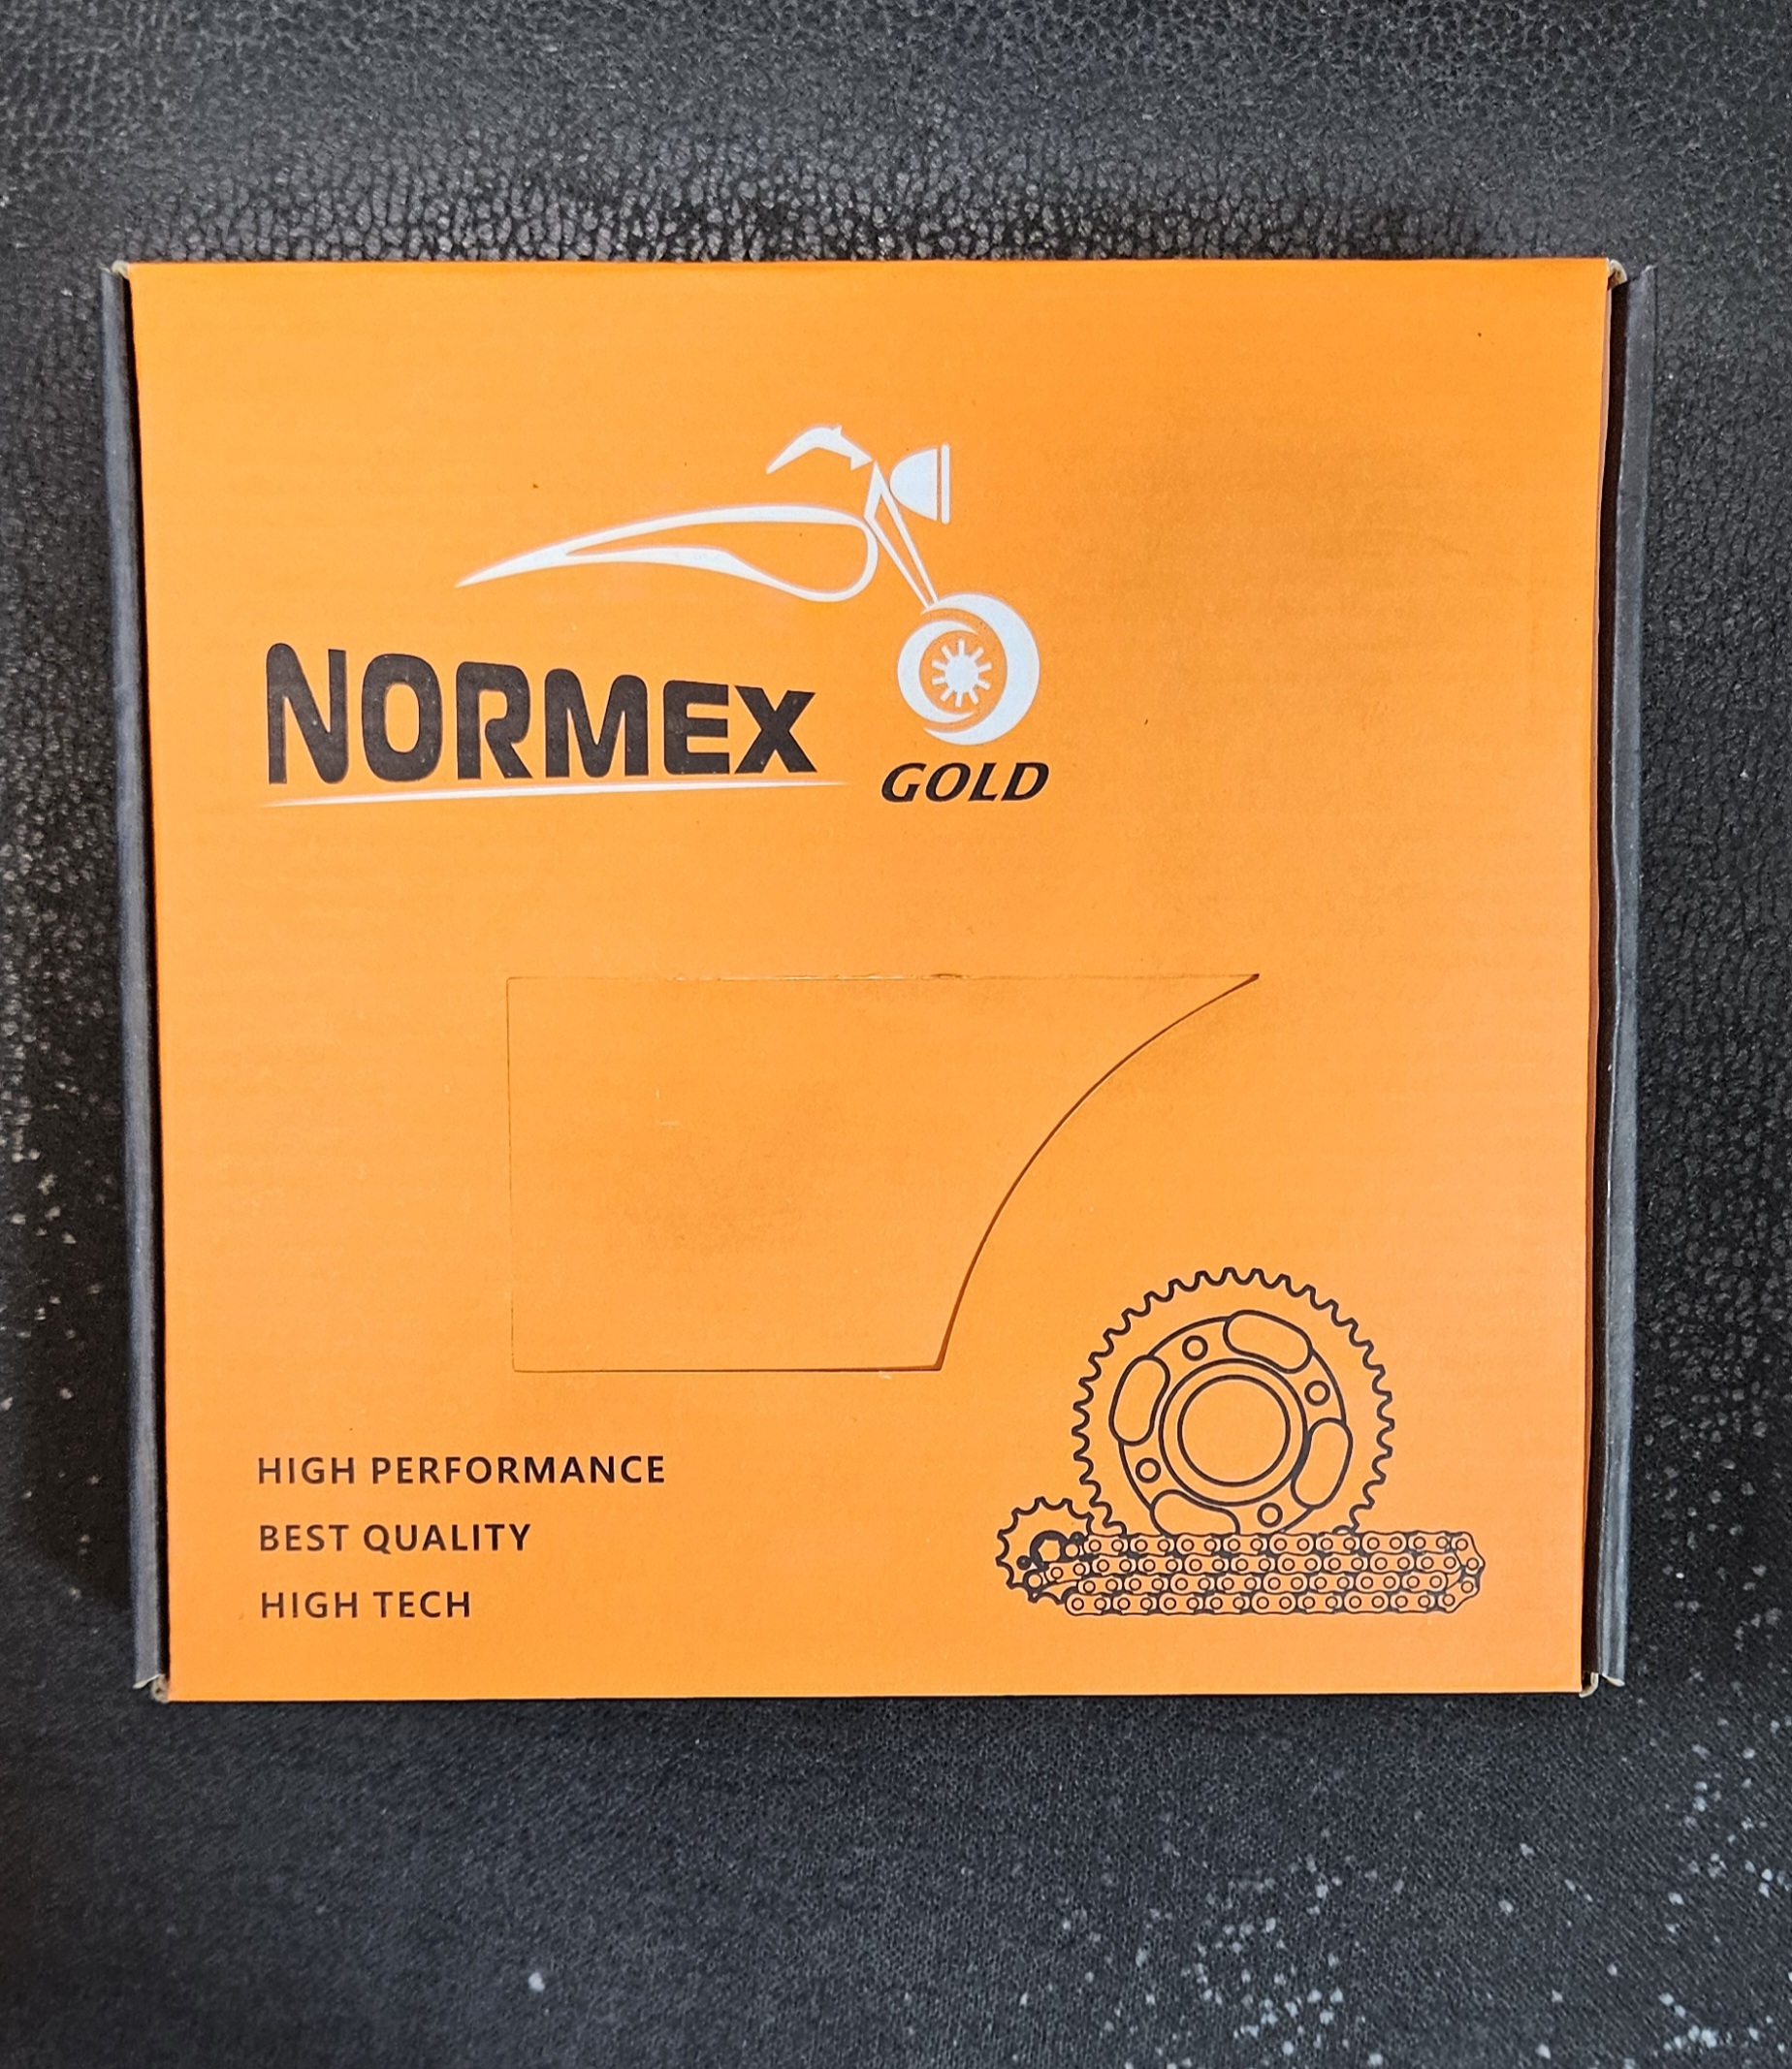 NORMEX
GOLD
HIGH PERFORMANCE
BEST QUALITY
HIGH TECH